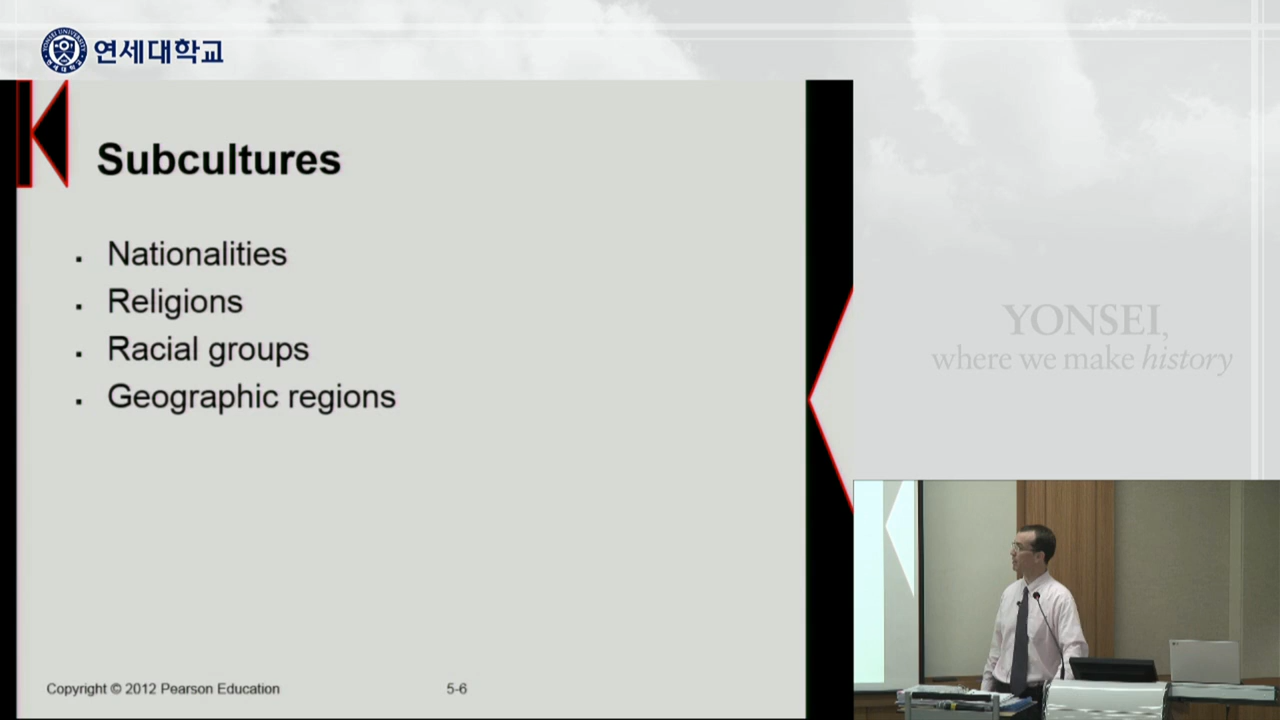 연세대학교
Subcultures
Nationalities
Religions
Racial groups
Geographic regions
YONSEI,
where we make history
Copyright © 2012 Pearson Education
5-6